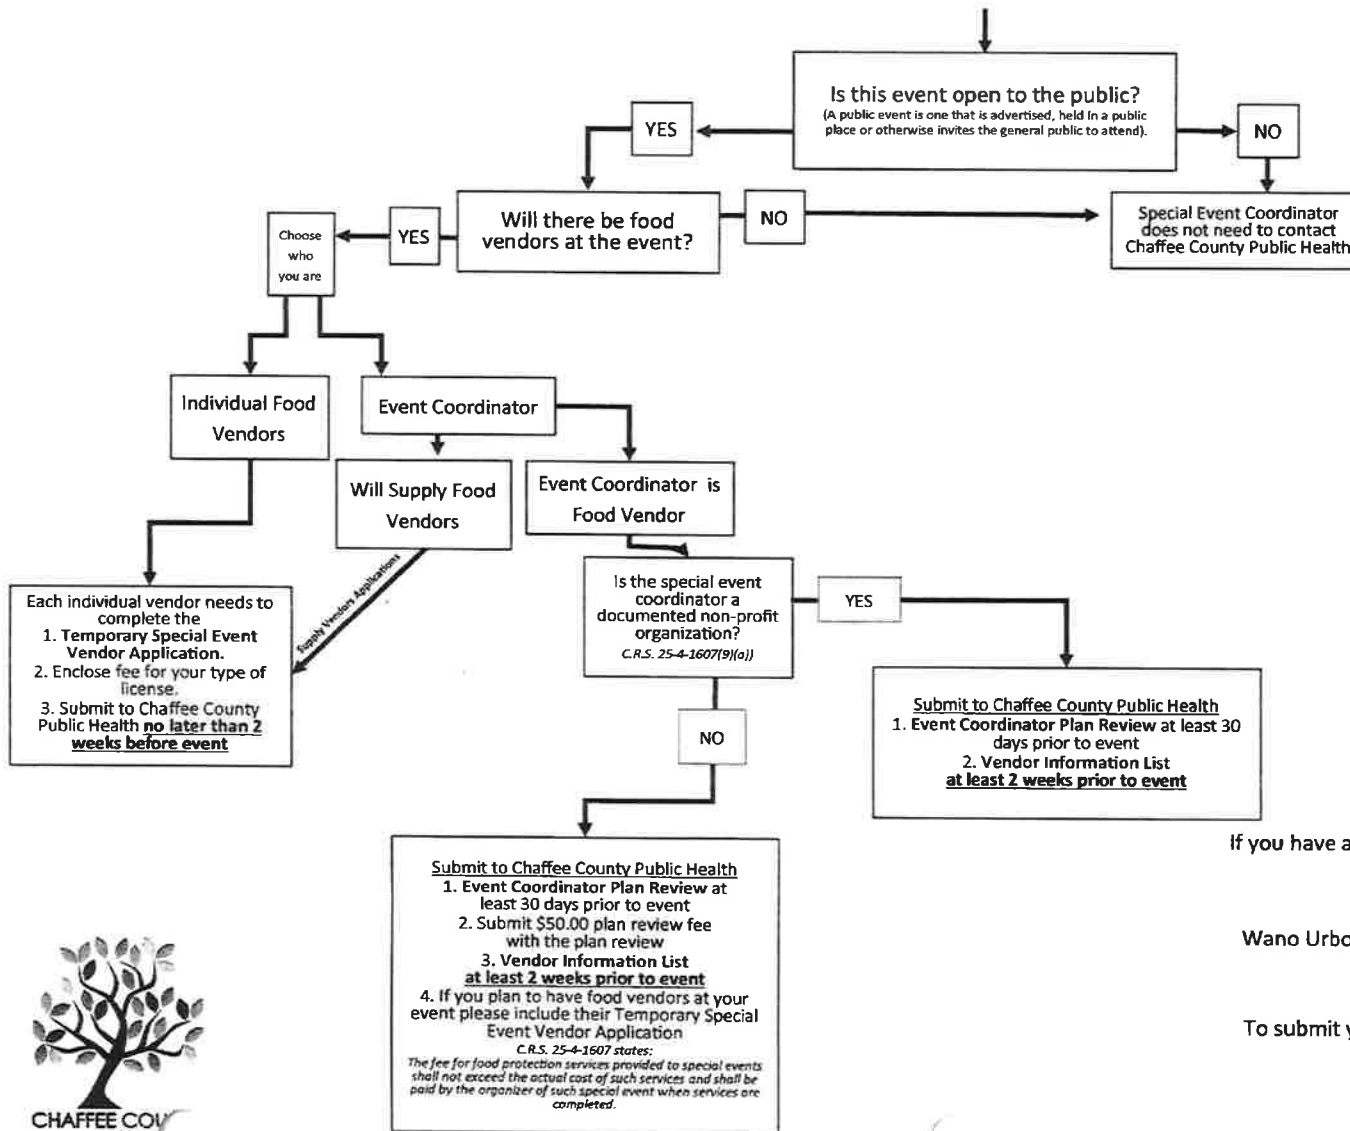 Is this event open to the public?
(A public event is one that is advertised, held in a public
place or otherwise invites the general public to attend).
YES
NO
Will there be food
vendors at the event?
NO
YES
Choose
who
you are
Special Event Coordinator
does not need to contact
Chaffee County Public Health
Individual Food
Vendors
Event Coordinator
Will Supply Food
Vendors
Event Coordinator is
Food Vendor
Supply Vendors Applications
Each individual vendor needs to
complete the
1. Temporary Special Event
Vendor Application.
2. Enclose fee for your type of
license.
3. Submit to Chaffee County
Public Health no later than 2
weeks before event
Is the special event
coordinator a
documented non-profit
organization?
C.R.S. 25-4-1607(9)(a))
YES
NO
Submit to Chaffee County Public Health
1. Event Coordinator Plan Review at least 30
days prior to event
2. Vendor Information List
at least 2 weeks prior to event
Submit to Chaffee County Public Health
1. Event Coordinator Plan Review at
least 30 days prior to event
2. Submit $50.00 plan review fee
with the plan review
3. Vendor Information List
at least 2 weeks prior to event
4. If you plan to have food vendors at your
event please include their Temporary Special
Event Vendor Application
C.R.S. 25-4-1607 states:
The fee for food protection services provided to special events
shall not exceed the actual cost of such services and shall be
paid by the organizer of such special event when services are
completed.
If you have a
Wano Urbo
To submit y
CHAFFEE COU